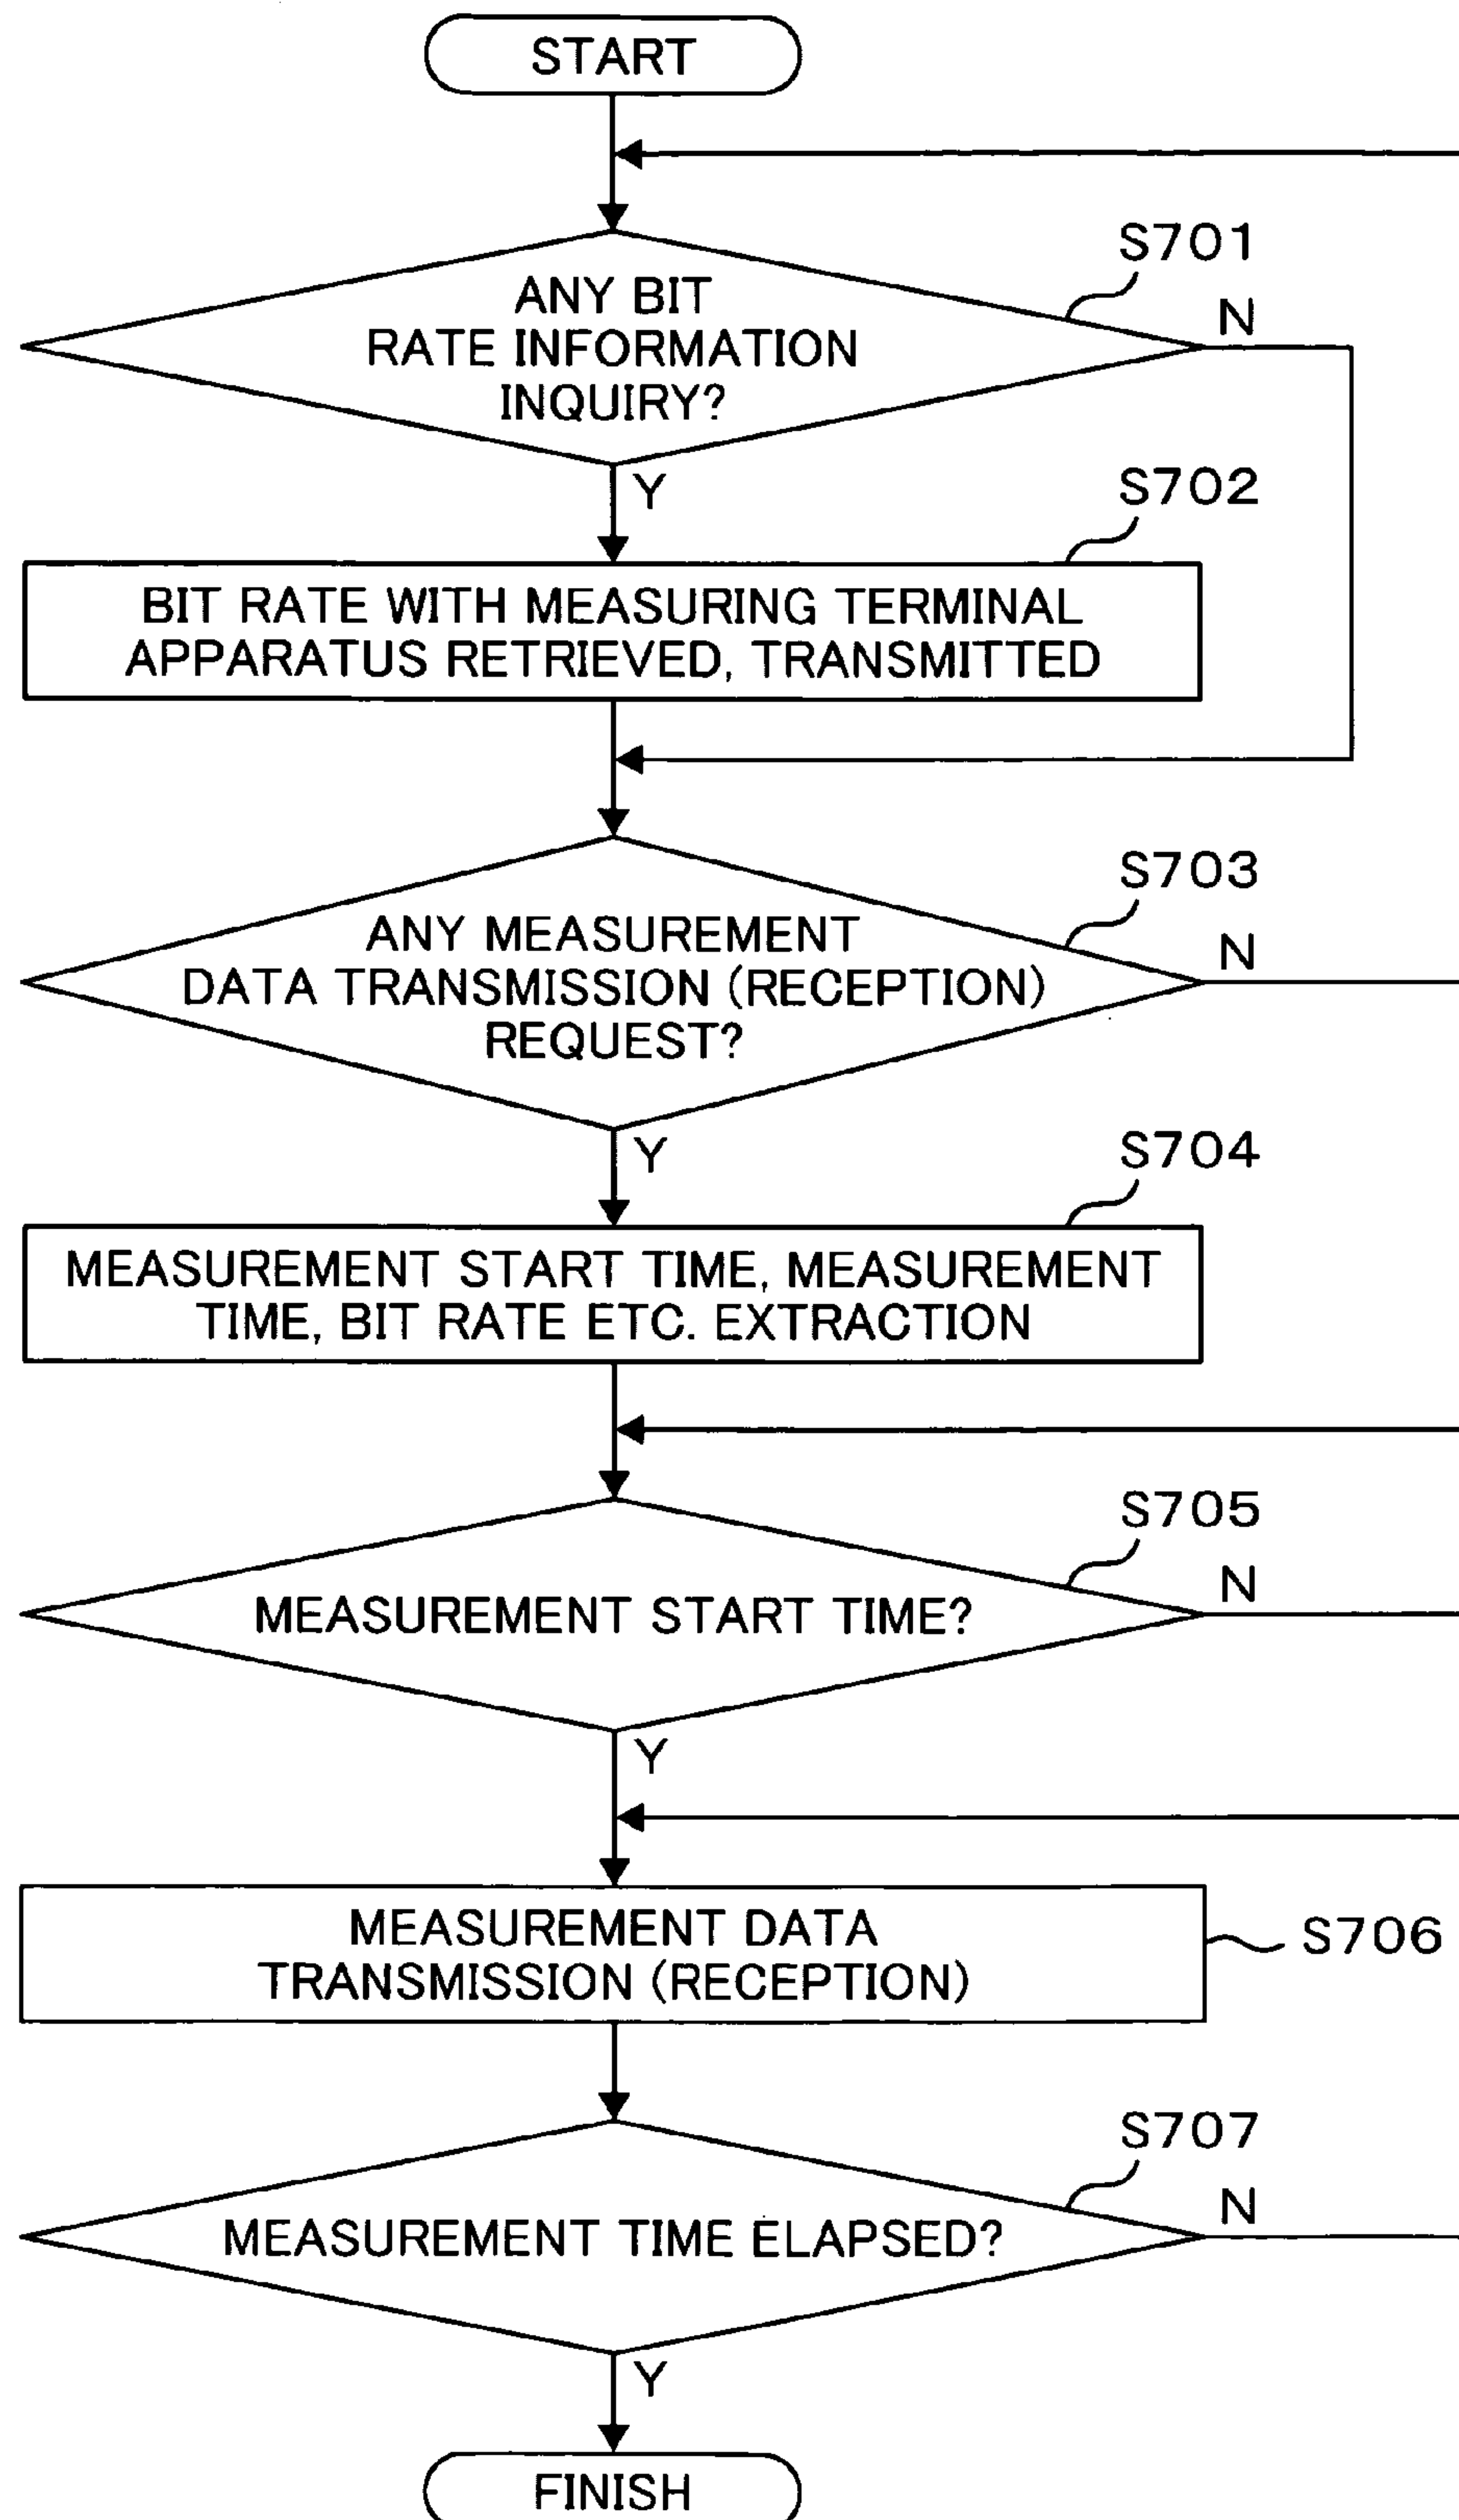 START
S701
ANY BIT
RATE INFORMATION
INQUIRY?
N
Y
S702
BIT RATE WITH MEASURING TERMINAL
APPARATUS RETRIEVED, TRANSMITTED
S703
ANY MEASUREMENT
DATA TRANSMISSION (RECEPTION)
REQUEST?
N
Y
S704
MEASUREMENT START TIME, MEASUREMENT
TIME, BIT RATE ETC. EXTRACTION
S705
MEASUREMENT START TIME?
N
Y
MEASUREMENT DATA
TRANSMISSION (RECEPTION)
S706
S707
MEASUREMENT TIME ELAPSED?
N
Y
FINISH